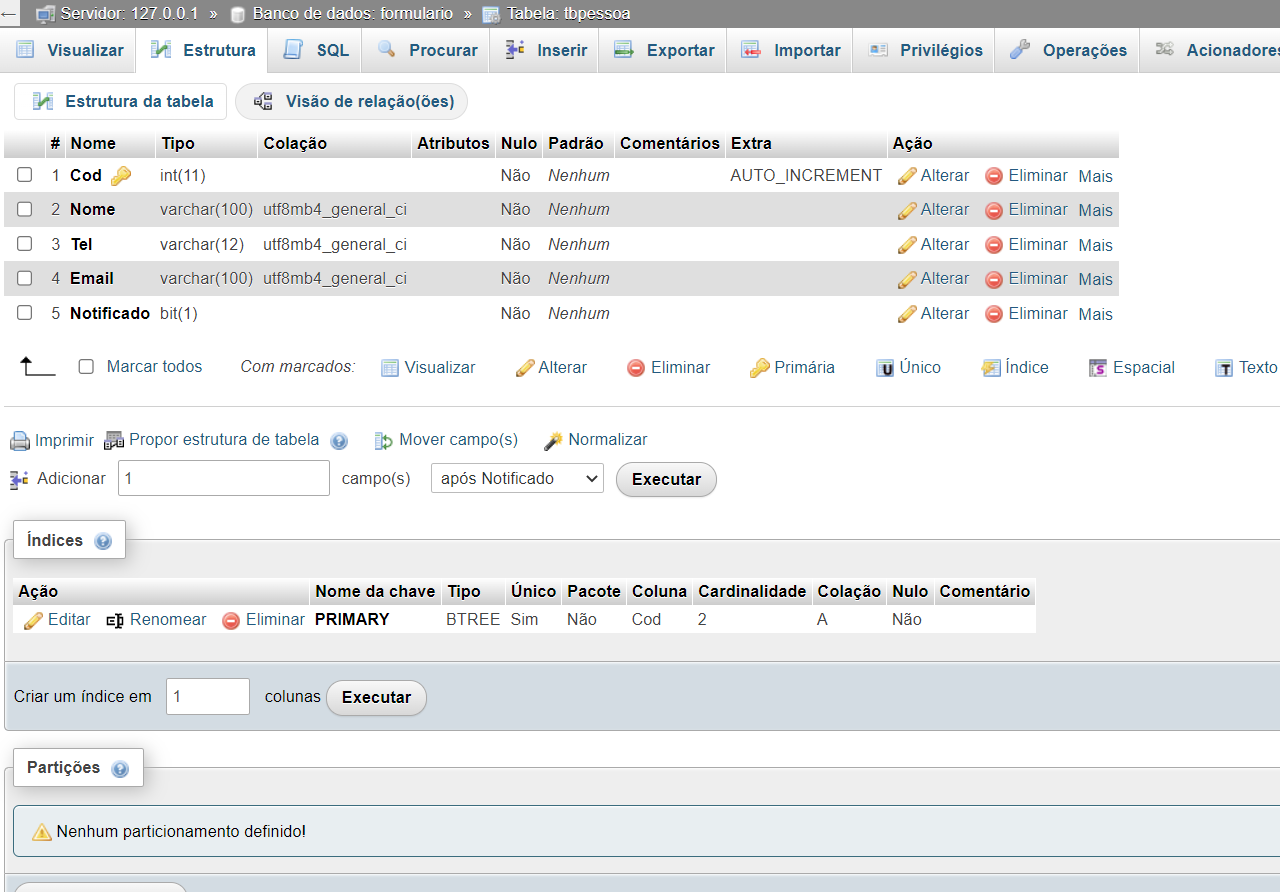 ← Servidor: 127.0.0.1 » Banco de dados: formulario » Tabela: tbpessoa
Visualizar Estrutura SQL Procurar Inserir Exportar Importar Privilégios Operações Acionadores
Estrutura da tabela Visão de relação(ões)
# Nome Tipo Colação Atributos Nulo Padrão Comentários Extra Ação
1 Cod int(11) Não Nenhum AUTO_INCREMENT Alterar Eliminar Mais
2 Nome varchar(100) utf8mb4_general_ci Não Nenhum Alterar Eliminar Mais
3 Tel varchar(12) utf8mb4_general_ci Não Nenhum Alterar Eliminar Mais
4 Email varchar(100) utf8mb4_general_ci Não Nenhum Alterar Eliminar Mais
5 Notificado bit(1) Não Nenhum Alterar Eliminar Mais
Marcar todos Com marcados: Visualizar Alterar Eliminar Primária Único Índice Espacial Texto
Imprimir Propor estrutura de tabela Mover campo(s) Normalizar
Adicionar 1 campo(s) após Notificado Executar
Índices
Ação Nome da chave Tipo Único Pacote Coluna Cardinalidade Colação Nulo Comentário
Editar Renomear Eliminar PRIMARY BTREE Sim Não Cod 2 A Não
Criar um índice em 1 colunas Executar
Partições
Nenhum particionamento definido!